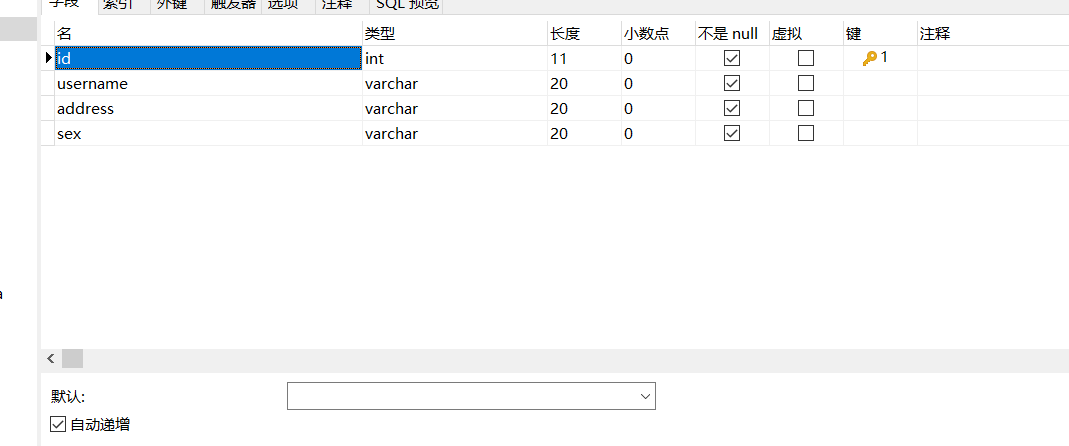 字段 索引 外键 触发器 选项 注释 SQL 预览
名 类型 长度 小数点 不是 null 虚拟 键 注释
id int 11 0 1
username varchar 20 0
address varchar 20 0
sex varchar 20 0
默认:
自动递增